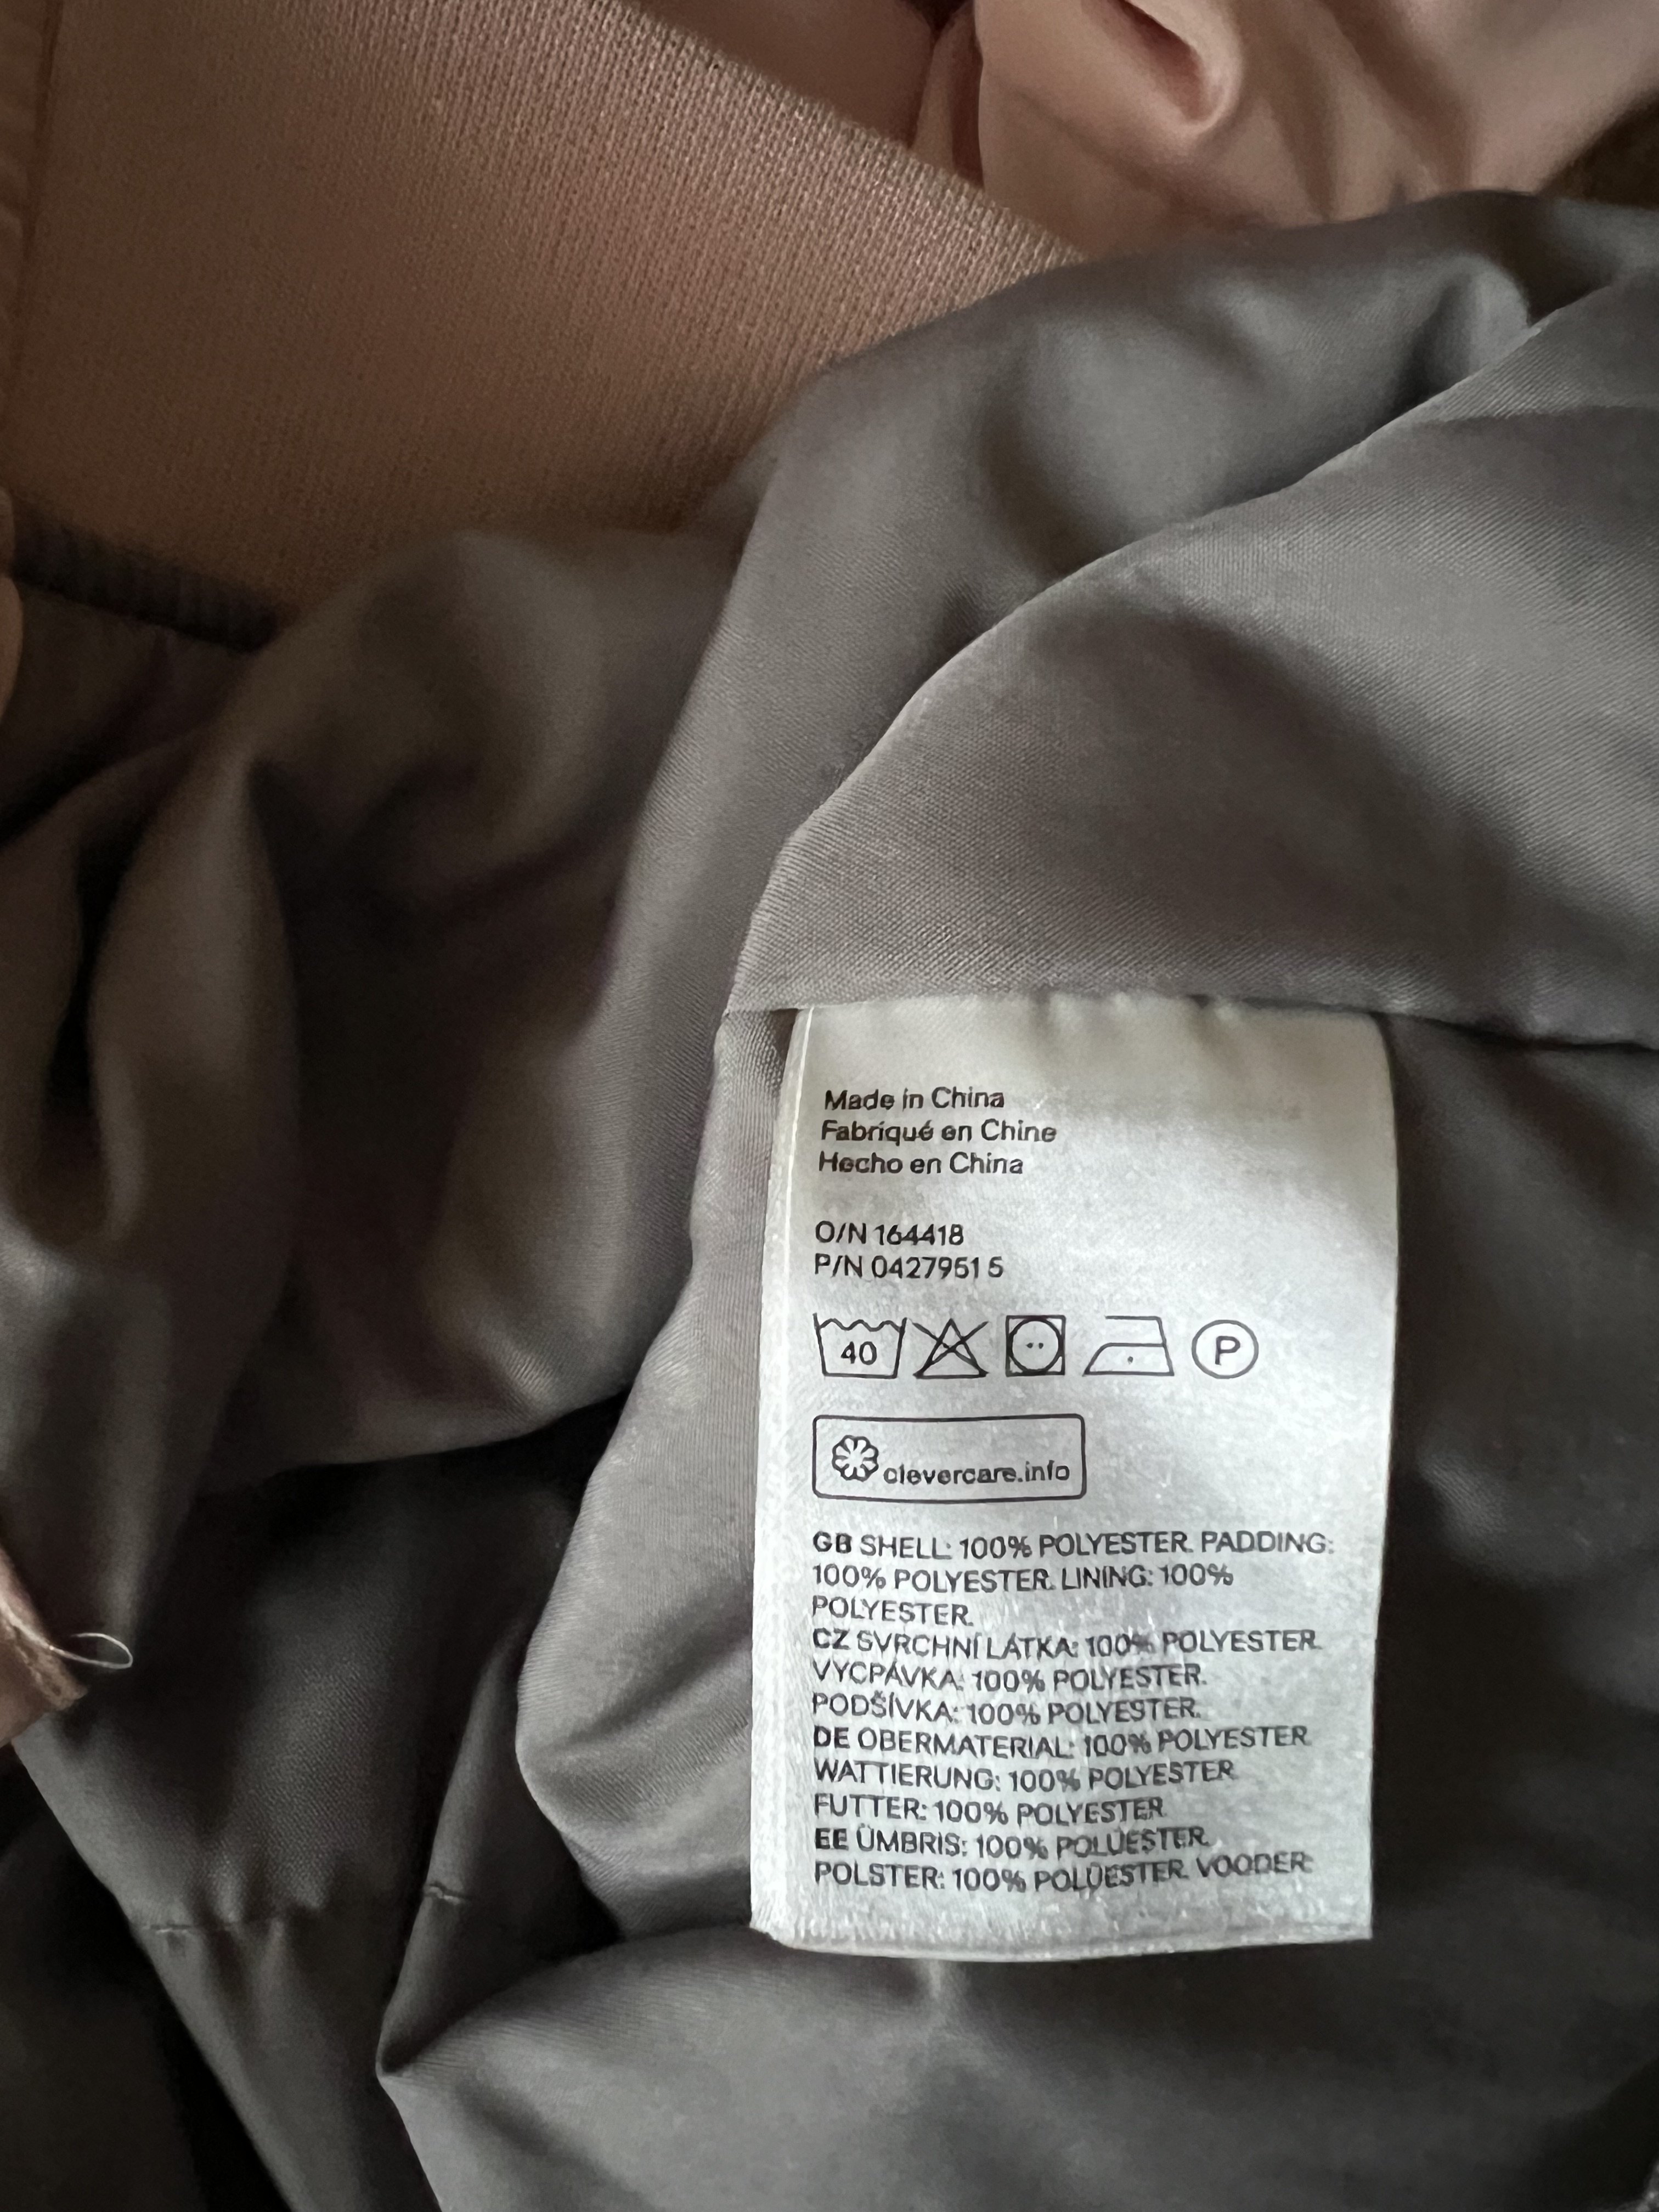 Made in China
Fabriqué en Chine
Hecho en China
O/N 164418
P/N 04279515
40 P
clevercare.info
GB SHELL: 100% POLYESTER. PADDING:
100% POLYESTER. LINING: 100%
POLYESTER.
CZ SVRCHNÍ LÁTKA: 100% POLYESTER.
VYCPÁVKA: 100% POLYESTER.
PODŠÍVKA: 100% POLYESTER.
DE OBERMATERIAL: 100% POLYESTER.
WATTIERUNG: 100% POLYESTER.
FUTTER: 100% POLYESTER.
EE ÜMBRIS: 100% POLÜESTER.
POLSTER: 100% POLÜESTER. VOODER: